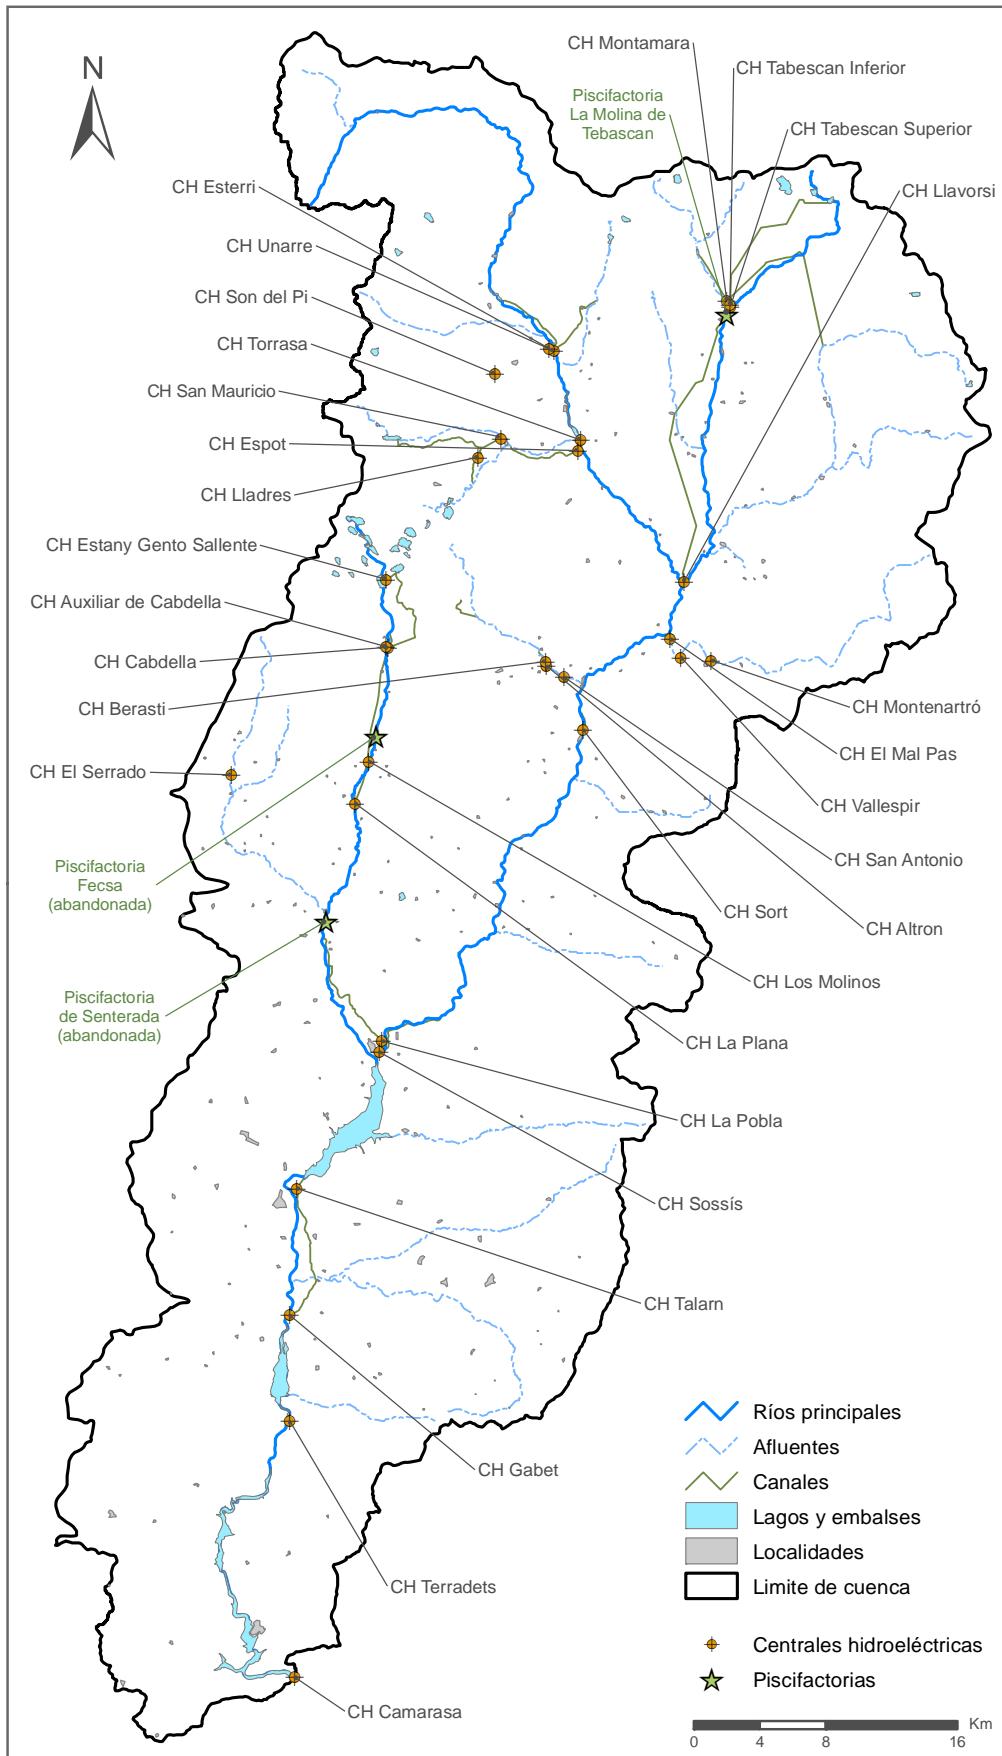 N
CH Montamara
CH Tabescan Inferior
Piscifactoria
La Molina de
Tebascan
CH Tabescan Superior
CH Esterri
CH Llavorsi
CH Unarre
CH Son del Pi
CH Torrasa
CH San Mauricio
CH Espot
CH Lladres
CH Estany Gento Sallente
CH Auxiliar de Cabdella
CH Cabdella
CH Berasti
CH Montenartró
CH El Mal Pas
CH El Serrado
CH Vallespir
CH San Antonio
Piscifactoria
Fecsa
(abandonada)
CH Sort
CH Altron
CH Los Molinos
Piscifactoria
de Senterada
(abandonada)
CH La Plana
CH La Pobla
CH Sossís
CH Talarn
CH Gabet
CH Terradets
CH Camarasa
Ríos principales
Afluentes
Canales
Lagos y embalses
Localidades
Limite de cuenca
Centrales hidroeléctricas
Piscifactorias
Km
0 4 8 16